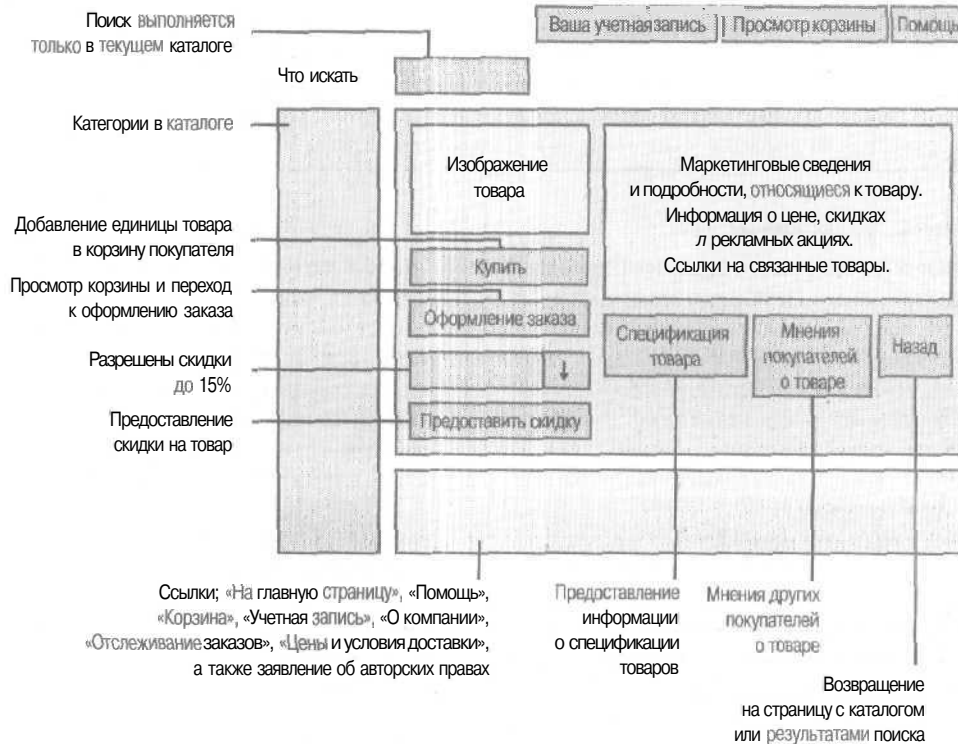 Поиск выполняется
только в текущем каталоге
Ваша учетная запись
Просмотр корзины
Помощь
Что искать
Категории в каталоге
Изображение
товара
Маркетинговые сведения
и подробности, относящиеся к товару.
Информация о цене, скидках
л рекламных акциях.
Ссылки на связанные товары.
Добавление единицы товара
в корзину покупателя
Купить
Просмотр корзины и переход
к оформлению заказа
Оформление заказа
Спецификация
товара
Мнения
покупателей
о товаре
Назад
Разрешены скидки
до 15%
Предоставление
скидки на товар
Предоставить скидку
Ссылки; «На главную страницу», «Помощь»,
«Корзина», «Учетная запись», «О компании»,
«Отслеживание заказов», «Цены и условия доставки»,
а также заявление об авторских правах
Предоставление
информации
о спецификации
товаров
Мнения других
покупателей
о товаре
Возвращение
на страницу с каталогом
или результатами поиска